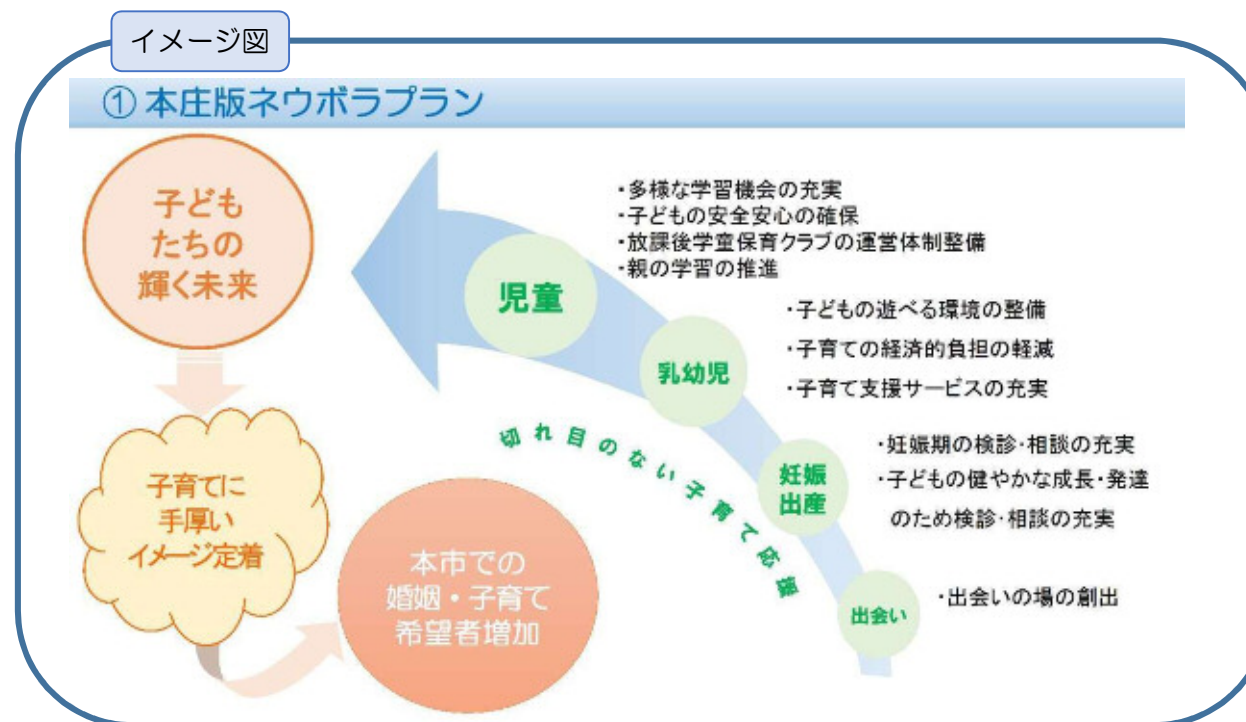 イメージ図
① 本庄版ネウボラプラン
子ども
たちの
輝く未来
子育てに
手厚い
イメージ定着
本市での
婚姻・子育て
希望者増加
児童
・多様な学習機会の充実
・子どもの安全安心の確保
・放課後学童保育クラブの運営体制整備
・親の学習の推進
乳幼児
・子どもの遊べる環境の整備
・子育ての経済的負担の軽減
・子育て支援サービスの充実
妊娠
出産
・妊娠期の検診・相談の充実
・子どもの健やかな成長・発達
のため検診・相談の充実
出会い
・出会いの場の創出
切れ目のない子育て応援